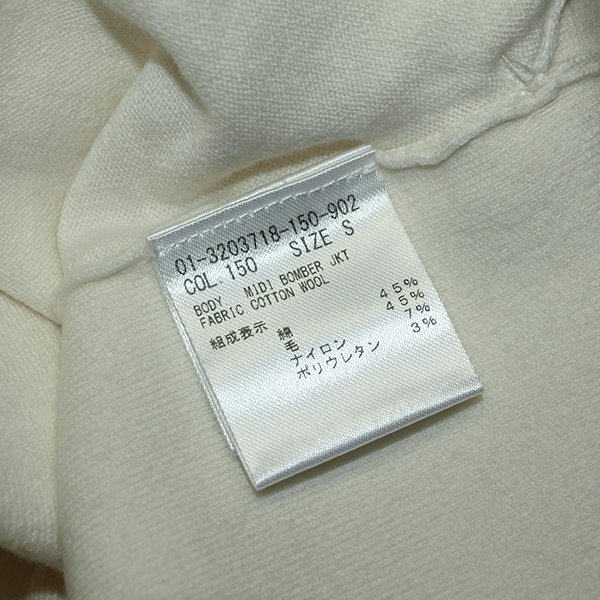 01-3203718-150-902
COL.150 SIZE S
BODY MIDI BOMBER JKT
FABRIC COTTON WOOL
組成表示 綿 45%
毛 45%
ナイロン 7%
ポリウレタン 3%